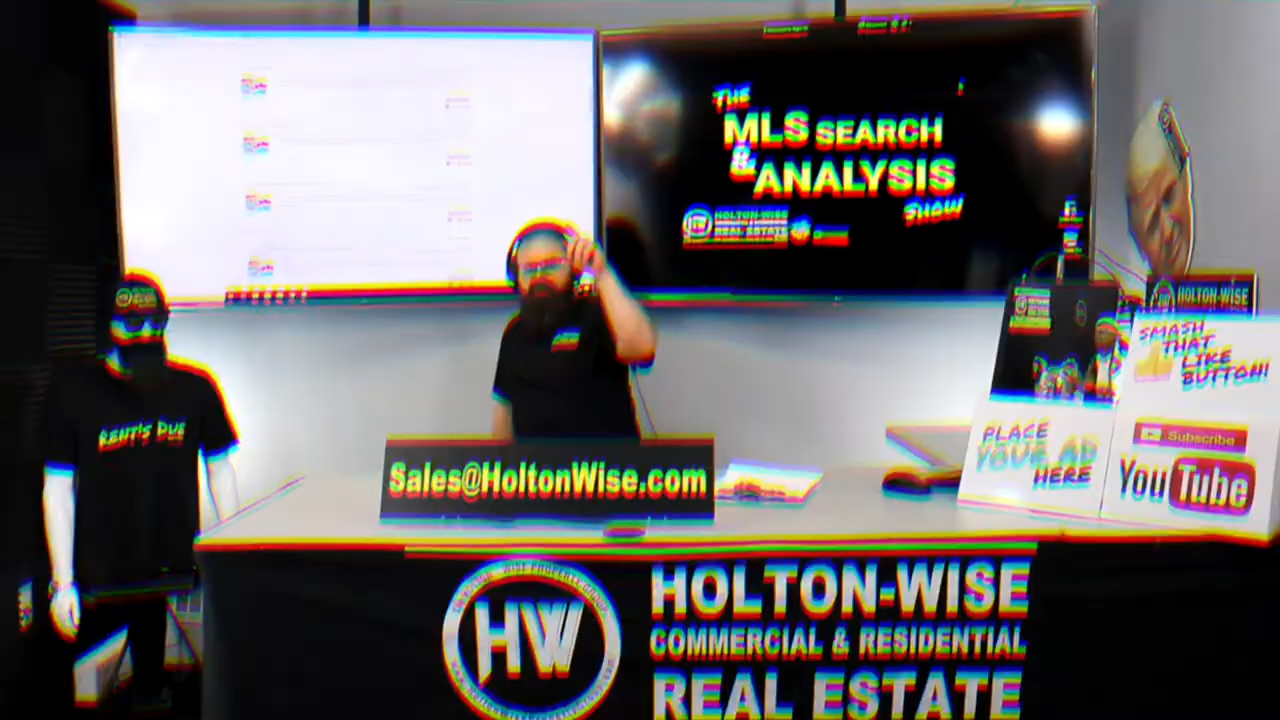 THE
MLS SEARCH
& ANALYSIS
SHOW
HOLTON-WISE
REAL ESTATE
HOLTON-WISE
SMASH
THAT
LIKE
BUTTON!
RENT'S DUE
PLACE
YOUR AD
HERE
Subscribe
YouTube
Sales@HoltonWise.com
HW
HOLTON-WISE
COMMERCIAL & RESIDENTIAL
REAL ESTATE